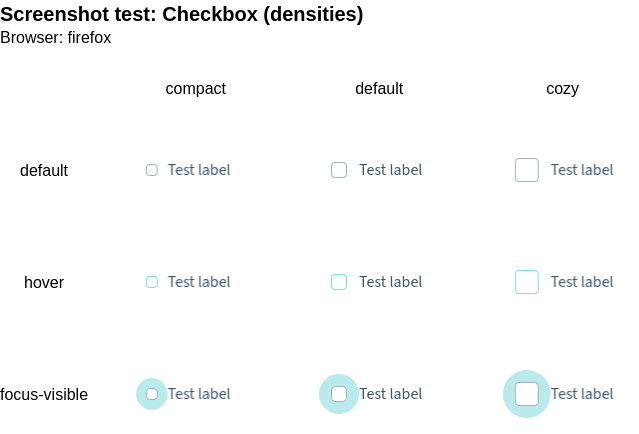 Screenshot test: Checkbox (densities)
Browser: firefox
compact default cozy
default Test label Test label Test label
hover Test label Test label Test label
focus-visible Test label Test label Test label